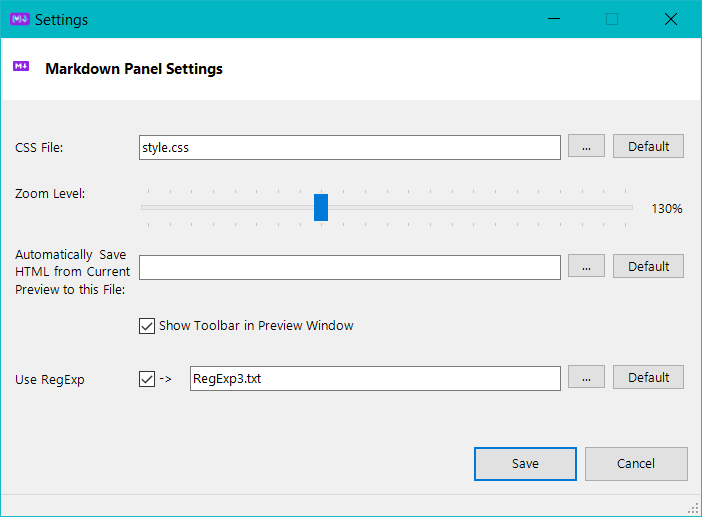 Settings
Markdown Panel Settings
CSS File:
style.css
...
Default
Zoom Level:
130%
Automatically Save
HTML from Current
Preview to this File:
...
Default
Show Toolbar in Preview Window
Use RegExp
->
RegExp3.txt
...
Default
Save
Cancel